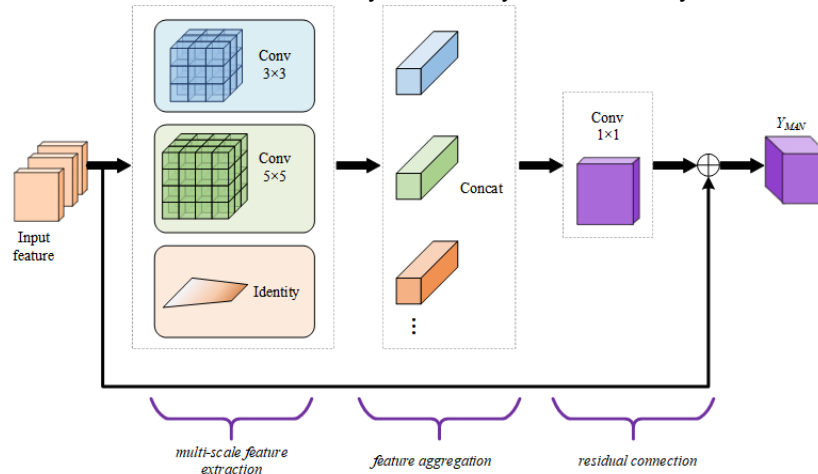 Conv
3×3
Conv
5×5
Identity
Input
feature
Concat
⋮
Conv
1×1
Y_MAN
multi-scale feature
extraction
feature aggregation
residual connection